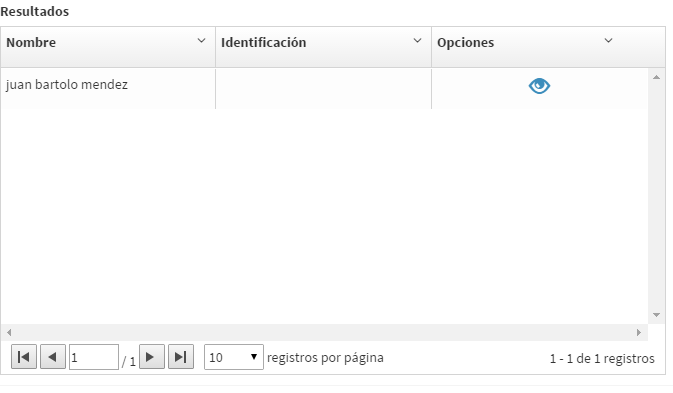 Resultados
Nombre Identificación Opciones
juan bartolo mendez
1 / 1 10 registros por página 1 - 1 de 1 registros